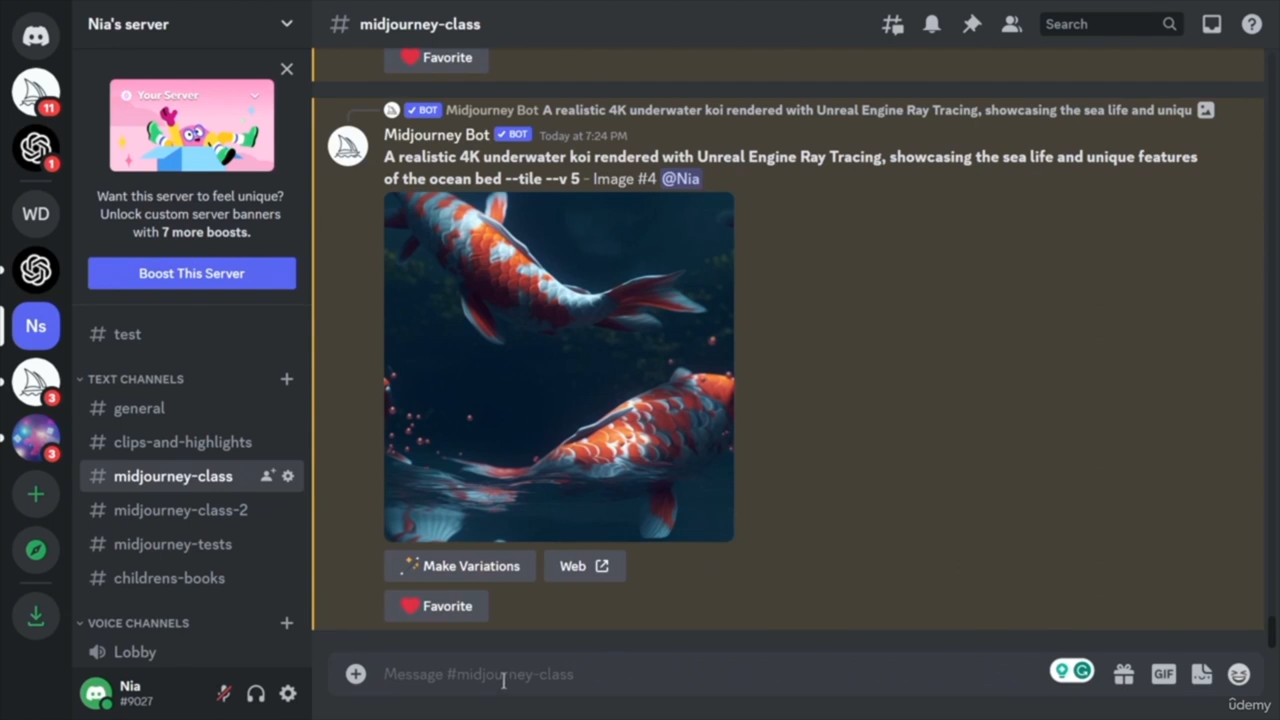 Nia's server
midjourney-class
Search
11
Your Server
Favorite
1
BOT Midjourney Bot A realistic 4K underwater koi rendered with Unreal Engine Ray Tracing, showcasing the sea life and uniqu
Midjourney Bot BOT Today at 7:24 PM
A realistic 4K underwater koi rendered with Unreal Engine Ray Tracing, showcasing the sea life and unique features
of the ocean bed --tile --v 5 - Image #4 @Nia
Want this server to feel unique?
Unlock custom server banners
with 7 more boosts.
WD
Boost This Server
Ns
# test
TEXT CHANNELS
# general
3
# clips-and-highlights
3
# midjourney-class
# midjourney-class-2
# midjourney-tests
# childrens-books
VOICE CHANNELS
Lobby
Make Variations
Web
Favorite
Nia
#9027
Message #midjourney-class
GIF
ûdemy